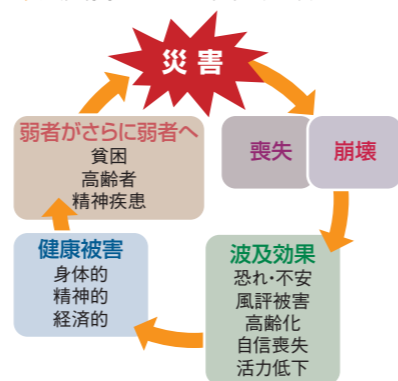 災害
喪失
崩壊
波及効果
恐れ・不安
風評被害
高齢化
自信喪失
活力低下
健康被害
身体的
精神的
経済的
弱者がさらに弱者へ
貧困
高齢者
精神疾患